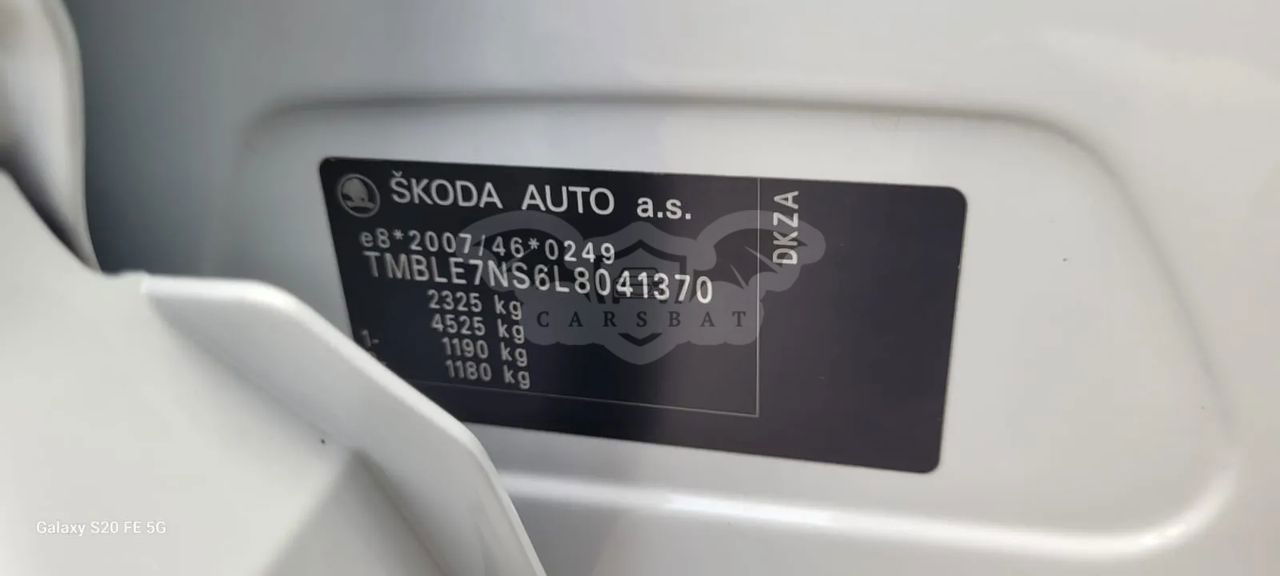 ŠKODA AUTO a.s.
e8*2007/46*0249
TMBLE7NS6L8041370
2325 kg
4525 kg
1- 1190 kg
1180 kg
DKZA
CARSBAT
Galaxy S20 FE 5G